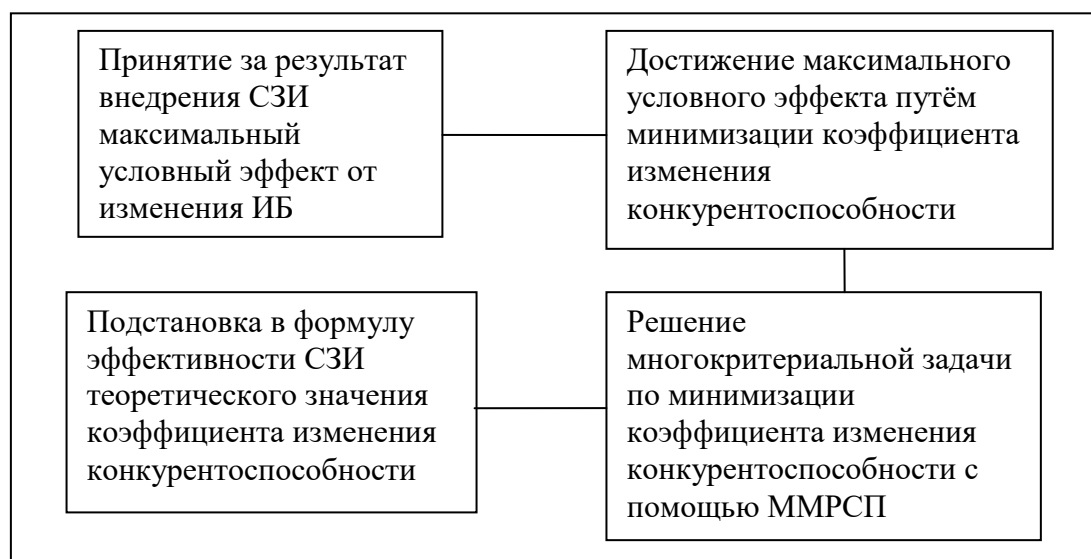 Принятие за результат
внедрения СЗИ
максимальный
условный эффект от
изменения ИБ
Достижение максимального
условного эффекта путём
минимизации коэффициента
изменения
конкурентоспособности
Подстановка в формулу
эффективности СЗИ
теоретического значения
коэффициента изменения
конкурентоспособности
Решение
многокритериальной задачи
по минимизации
коэффициента изменения
конкурентоспособности с
помощью ММРСП